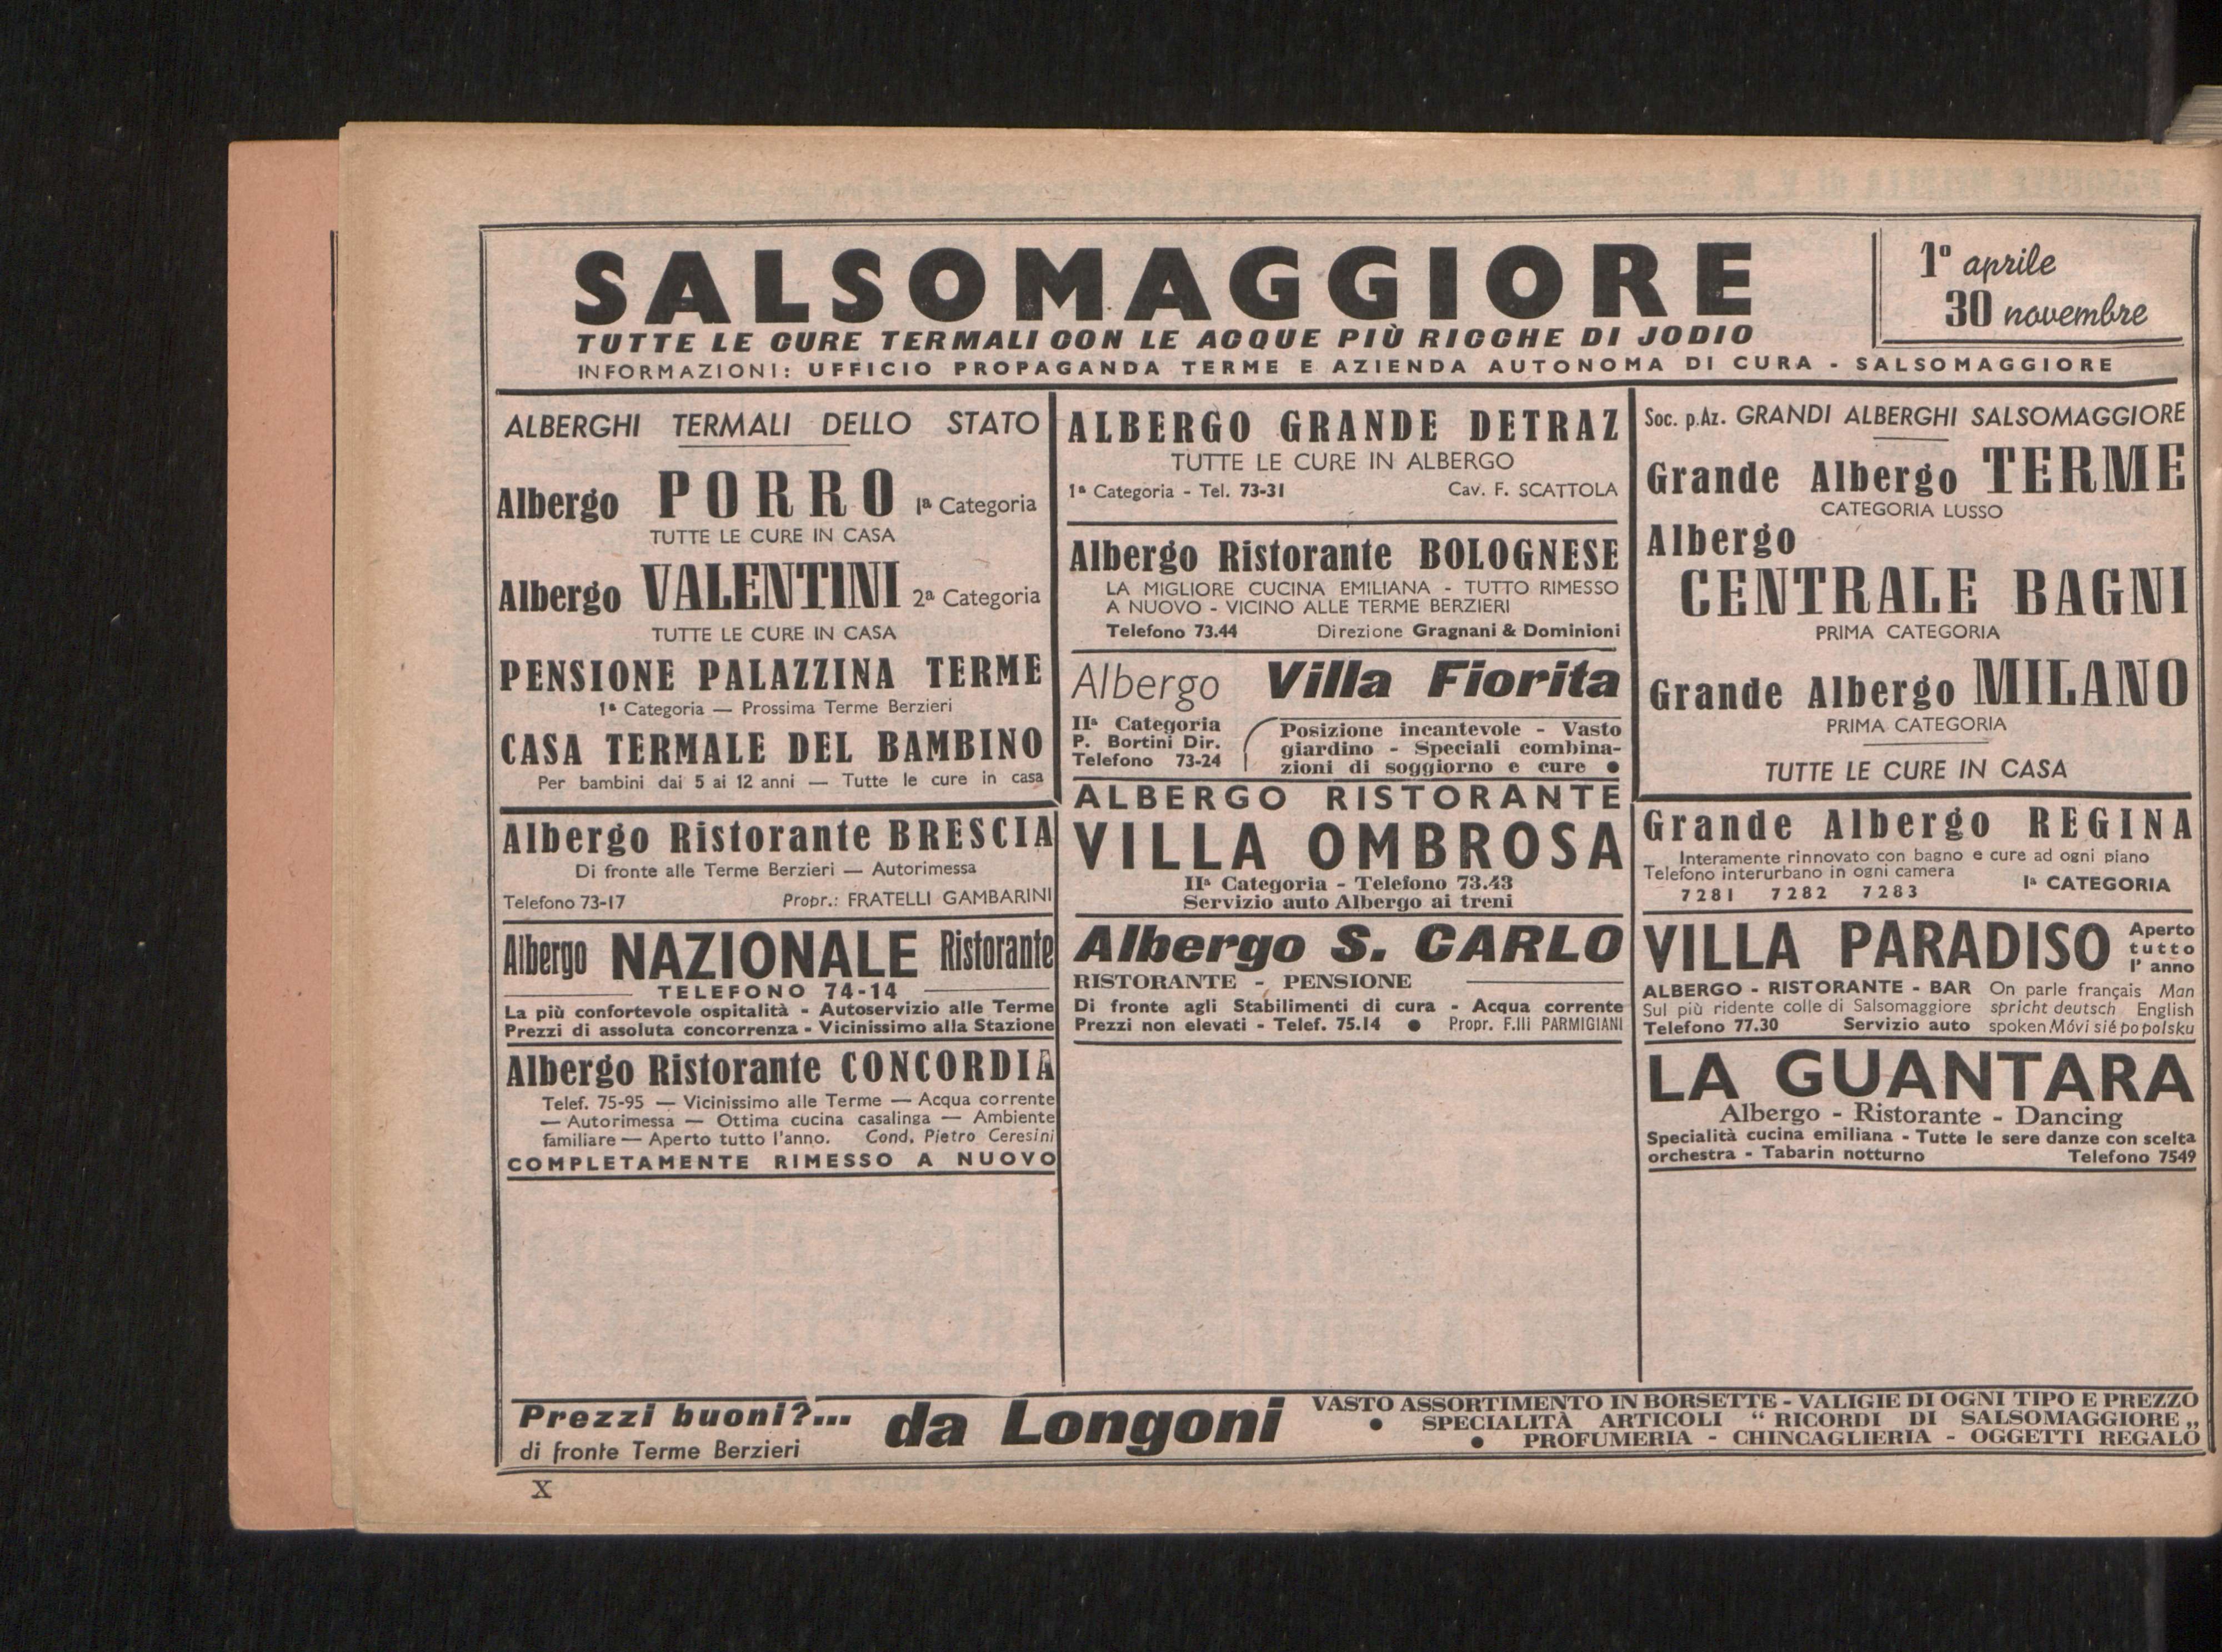 SALSOMAGGIORE
TUTTE LE CURE TERMALI CON LE ACQUE PIÙ RICCHE DI JODIO
INFORMAZIONI: UFFICIO PROPAGANDA TERME E AZIENDA AUTONOMA DI CURA - SALSOMAGGIORE
1º aprile
30 novembre
ALBERGHI TERMALI DELLO STATO
Albergo PORRO Iª Categoria
TUTTE LE CURE IN CASA
Albergo VALENTINI 2ª Categoria
TUTTE LE CURE IN CASA
PENSIONE PALAZZINA TERME
1ª Categoria — Prossima Terme Berzieri
CASA TERMALE DEL BAMBINO
Per bambini dai 5 ai 12 anni — Tutte le cure in casa
Albergo Ristorante BRESCIA
Di fronte alle Terme Berzieri — Autorimessa
Telefono 73-17 Propr.: FRATELLI GAMBARINI
Albergo NAZIONALE Ristorante
TELEFONO 74-14
La più confortevole ospitalità - Autoservizio alle Terme
Prezzi di assoluta concorrenza - Vicinissimo alla Stazione
Albergo Ristorante CONCORDIA
Telef. 75-95 — Vicinissimo alle Terme — Acqua corrente
— Autorimessa — Ottima cucina casalinga — Ambiente
familiare — Aperto tutto l'anno. Cond. Pietro Ceresini
COMPLETAMENTE RIMESSO A NUOVO
ALBERGO GRANDE DETRAZ
TUTTE LE CURE IN ALBERGO
1ª Categoria - Tel. 73-31 Cav. F. SCATTOLA
Albergo Ristorante BOLOGNESE
LA MIGLIORE CUCINA EMILIANA - TUTTO RIMESSO
A NUOVO - VICINO ALLE TERME BERZIERI
Telefono 73.44 Direzione Gragnani & Dominioni
Albergo Villa Fiorita
IIª Categoria
P. Bortini Dir.
Telefono 73-24
Posizione incantevole - Vasto
giardino - Speciali combina-
zioni di soggiorno e cure ●
ALBERGO RISTORANTE
VILLA OMBROSA
IIª Categoria - Telefono 73.43
Servizio auto Albergo ai treni
Albergo S. CARLO
RISTORANTE - PENSIONE
Di fronte agli Stabilimenti di cura - Acqua corrente
Prezzi non elevati - Telef. 75.14 ● Propr. F.lli PARMIGIANI
Soc. p.Az. GRANDI ALBERGHI SALSOMAGGIORE
Grande Albergo TERME
CATEGORIA LUSSO
Albergo
CENTRALE BAGNI
PRIMA CATEGORIA
Grande Albergo MILANO
PRIMA CATEGORIA
TUTTE LE CURE IN CASA
Grande Albergo REGINA
Interamente rinnovato con bagno e cure ad ogni piano
Telefono interurbano in ogni camera
7281 7282 7283 Iª CATEGORIA
VILLA PARADISO
Aperto
tutto
l' anno
ALBERGO - RISTORANTE - BAR
Sul più ridente colle di Salsomaggiore
Telefono 77.30 Servizio auto
On parle français Man
spricht deutsch English
spoken Móvi sié po polsku
LA GUANTARA
Albergo - Ristorante - Dancing
Specialità cucina emiliana - Tutte le sere danze con scelta
orchestra - Tabarin notturno Telefono 7549
Prezzi buoni?...
di fronte Terme Berzieri
da Longoni
VASTO ASSORTIMENTO IN BORSETTE - VALIGIE DI OGNI TIPO E PREZZO
● SPECIALITÀ ARTICOLI “ RICORDI DI SALSOMAGGIORE „
● PROFUMERIA - CHINCAGLIERIA - OGGETTI REGALO
X